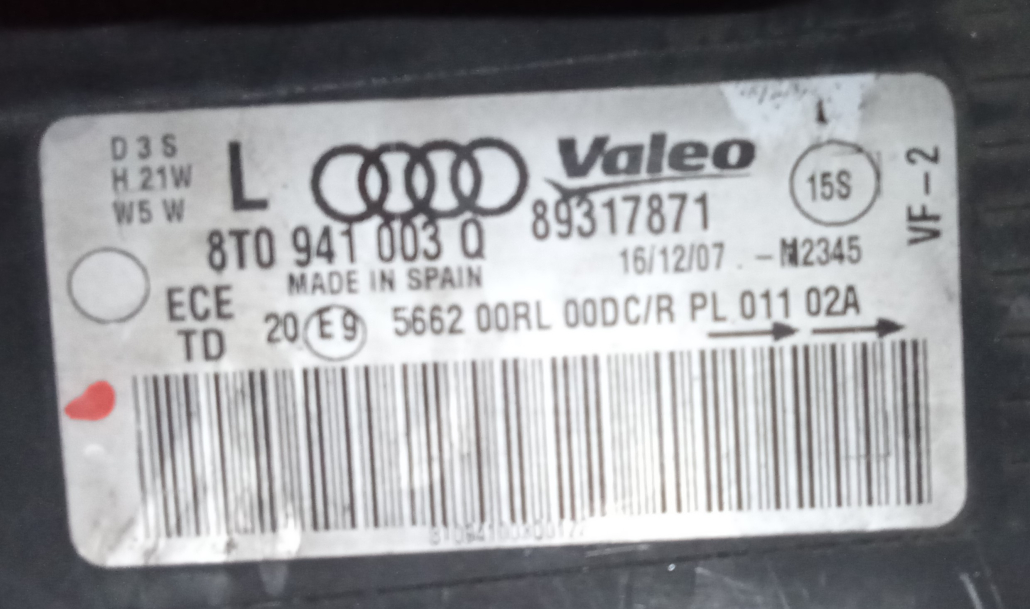 D3S
H 21W
W5W
L
Valeo
15S
VF-2
8T0 941 003 Q
89317871
MADE IN SPAIN
16/12/07 . -M2345
ECE
TD
20 E9 5662 00RL 00DC/R PL 011 02A